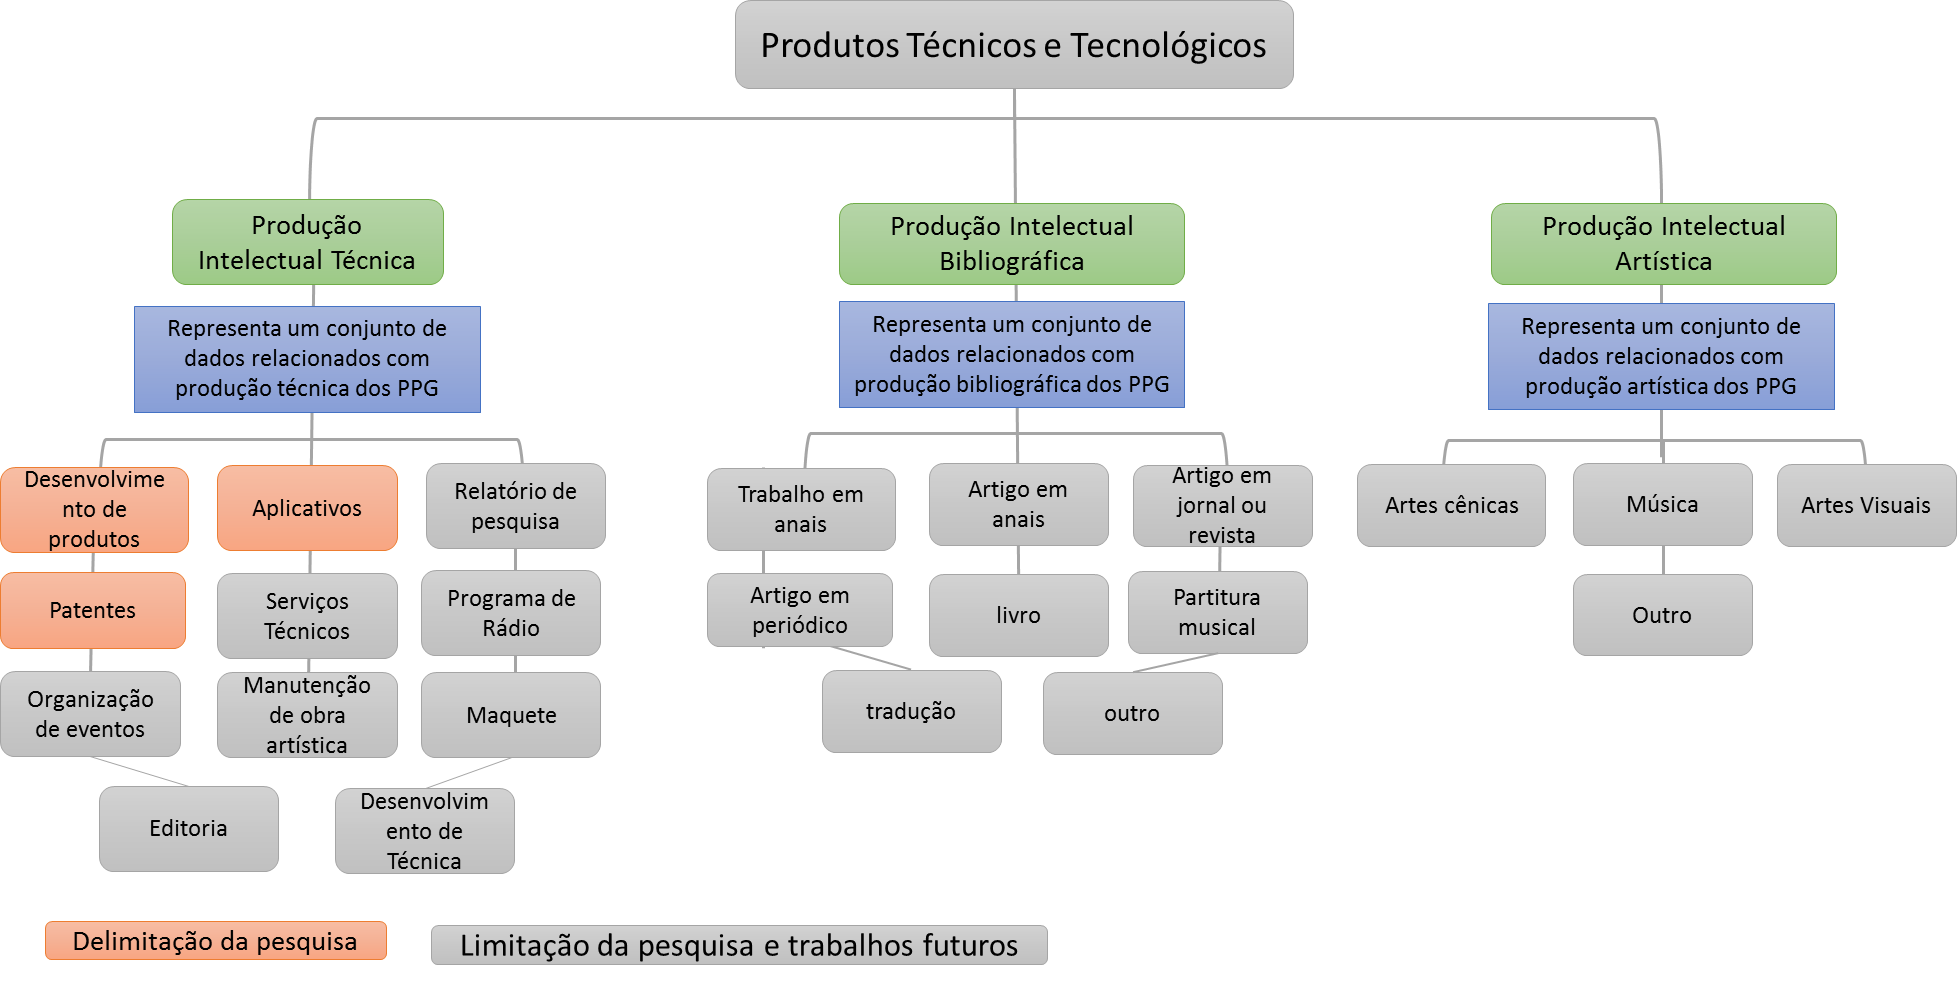 Produtos Técnicos e Tecnológicos
Produção
Intelectual Técnica
Representa um conjunto de
dados relacionados com
produção técnica dos PPG
Desenvolvime
nto de
produtos
Aplicativos
Relatório de
pesquisa
Patentes
Serviços
Técnicos
Programa de
Rádio
Organização
de eventos
Manutenção
de obra
artística
Maquete
Editoria
Desenvolvim
ento de
Técnica
Produção Intelectual
Bibliográfica
Representa um conjunto de
dados relacionados com
produção bibliográfica dos PPG
Trabalho em
anais
Artigo em
anais
Artigo em
jornal ou
revista
Artigo em
periódico
livro
Partitura
musical
tradução
outro
Produção Intelectual
Artística
Representa um conjunto de
dados relacionados com
produção artística dos PPG
Artes cênicas
Música
Artes Visuais
Outro
Delimitação da pesquisa
Limitação da pesquisa e trabalhos futuros